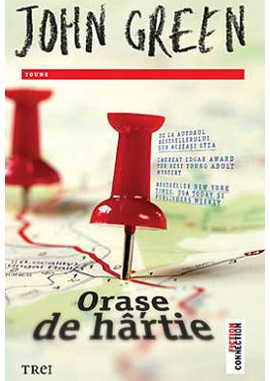 JOHN GREEN
YOUNG
DE LA AUTORUL
BESTSELLERULUI
SUB ACEEAȘI STEA
LAUREAT EDGAR AWARD
FOR BEST YOUNG ADULT
MYSTERY
BESTSELLER NEW YORK
TIMES, USA TODAY ȘI
PUBLISHERS WEEKLY
Orașe
de hârtie
TREI
FICTION
CONNECTION